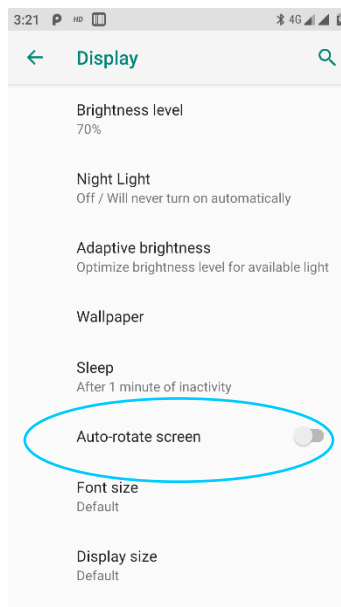 3:21 P HD 4G
Display
Brightness level
70%
Night Light
Off / Will never turn on automatically
Adaptive brightness
Optimize brightness level for available light
Wallpaper
Sleep
After 1 minute of inactivity
Auto-rotate screen
Font size
Default
Display size
Default